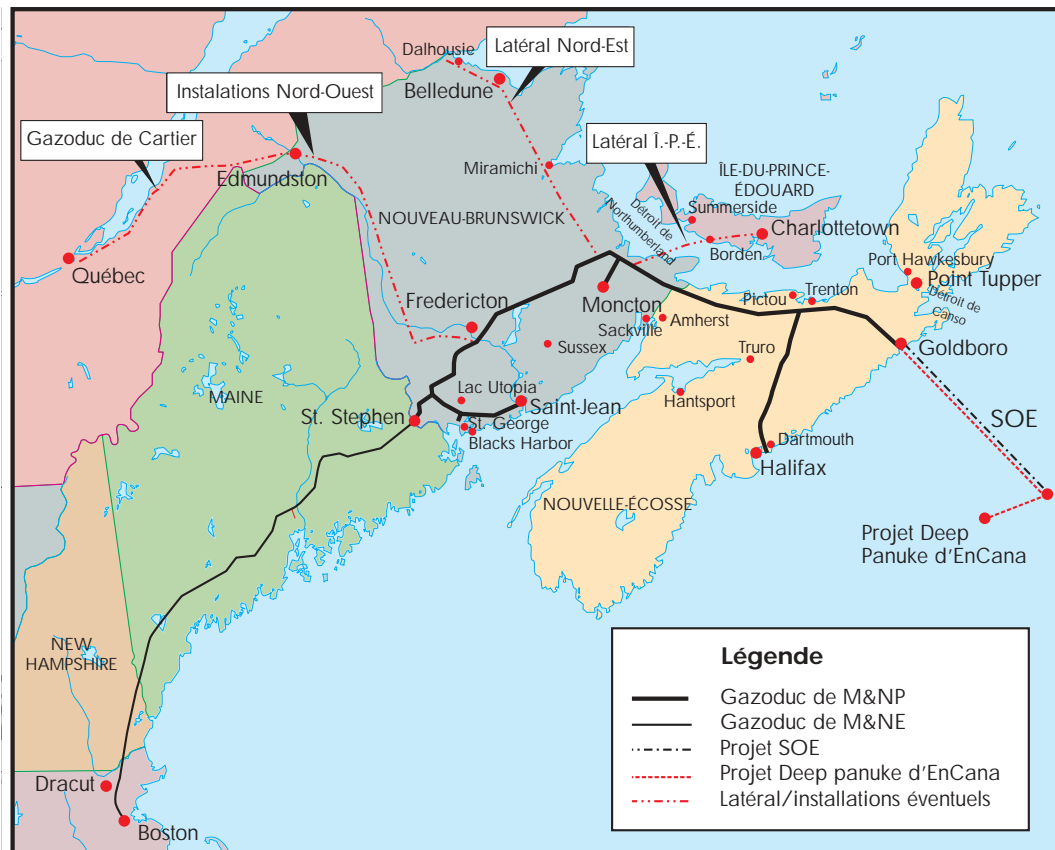 Dalhousie
Latéral Nord-Est
Belledune
Instalations Nord-Ouest
Gazoduc de Cartier
Latéral Î.-P.-É.
Edmundston
Miramichi
ÎLE-DU-PRINCE-
ÉDOUARD
Summerside
NOUVEAU-BRUNSWICK
Détroit de
Northumberland
Charlottetown
Borden
Québec
Port Hawkesbury
Point Tupper
Détroit de
Canso
Fredericton
Moncton
Pictou
Trenton
Sackville
Amherst
Sussex
Goldboro
Truro
MAINE
Lac Utopia
Saint-Jean
Hantsport
St. Stephen
St. George
Blacks Harbor
SOE
Dartmouth
Halifax
NOUVELLE-ÉCOSSE
Projet Deep
Panuke d'EnCana
NEW
HAMPSHIRE
Dracut
Boston
Légende
Gazoduc de M&NP
Gazoduc de M&NE
Projet SOE
Projet Deep panuke d'EnCana
Latéral/installations éventuels